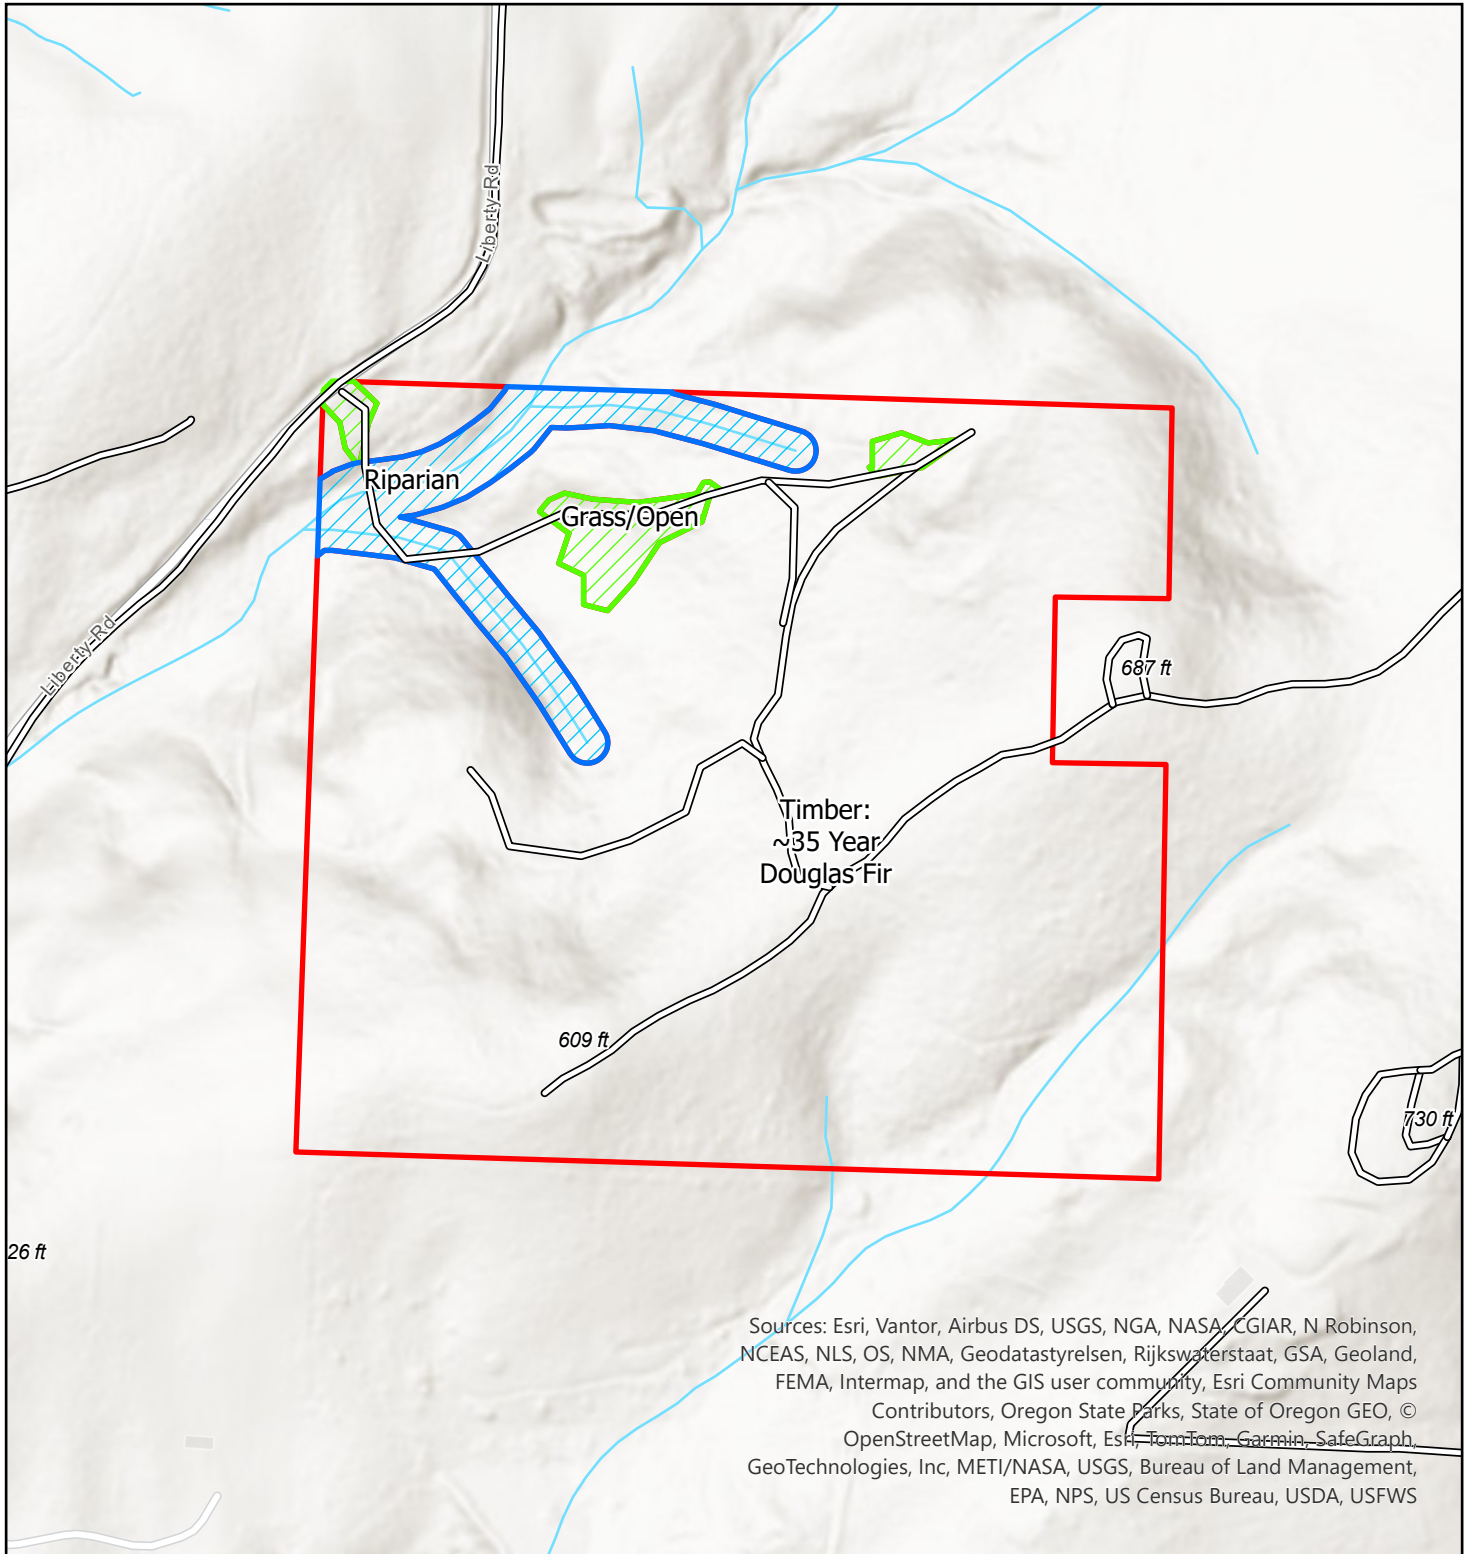 Liberty-Rd
Riparian
Grass/Open
Liberty-Rd
687 ft
Timber:
~35 Year
Douglas Fir
609 ft
730 ft
26 ft
Sources: Esri, Vantor, Airbus DS, USGS, NGA, NASA, CGIAR, N Robinson,
NCEAS, NLS, OS, NMA, Geodatastyrelsen, Rijkswaterstaat, GSA, Geoland,
FEMA, Intermap, and the GIS user community, Esri Community Maps
Contributors, Oregon State Parks, State of Oregon GEO, ©
OpenStreetMap, Microsoft, Esri, TomTom, Garmin, SafeGraph,
GeoTechnologies, Inc, METI/NASA, USGS, Bureau of Land Management,
EPA, NPS, US Census Bureau, USDA, USFWS